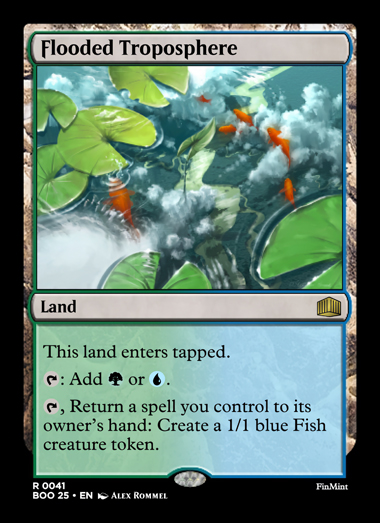 Flooded Troposphere
Land
This land enters tapped.
: Add or .
, Return a spell you control to its
owner's hand: Create a 1/1 blue Fish
creature token.
R 0041
BOO 25 • EN Alex Rommel
FinMint